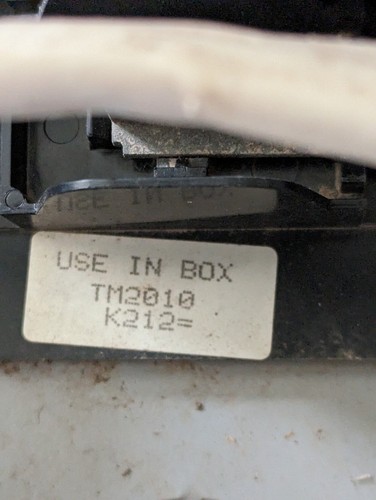 USE IN BOX
TM2010
K212=